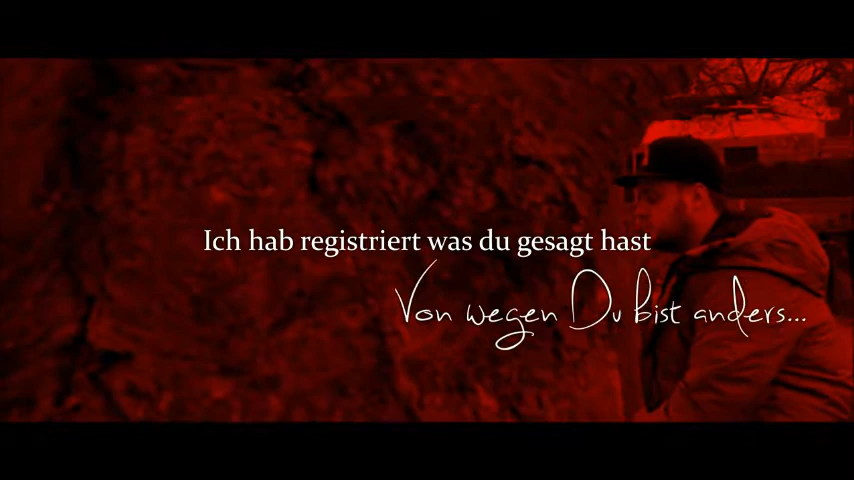 Ich hab registriert was du gesagt hast
Von wegen Du bist anders...